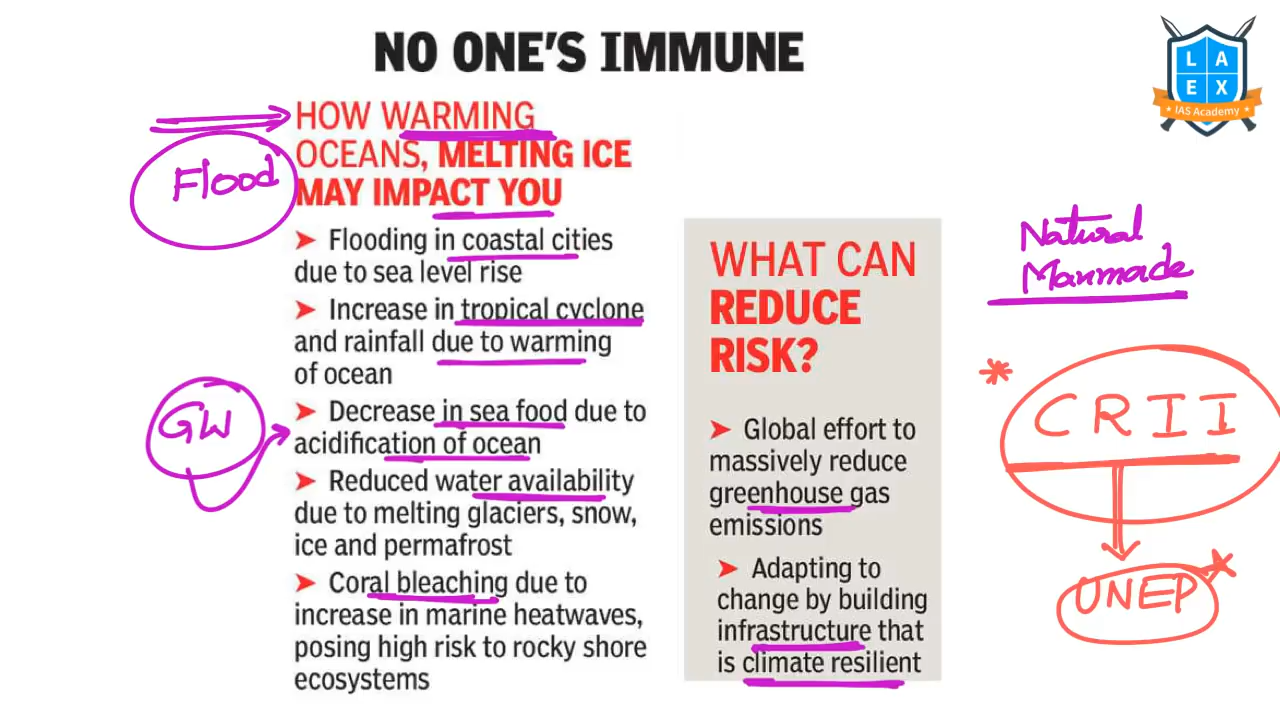 NO ONE'S IMMUNE
L A
E X
IAS Academy
HOW WARMING
OCEANS, MELTING ICE
MAY IMPACT YOU
Flood
➤ Flooding in coastal cities
due to sea level rise
➤ Increase in tropical cyclone
and rainfall due to warming
of ocean
➤ Decrease in sea food due to
acidification of ocean
GW
➤ Reduced water availability
due to melting glaciers, snow,
ice and permafrost
➤ Coral bleaching due to
increase in marine heatwaves,
posing high risk to rocky shore
ecosystems
WHAT CAN
REDUCE
RISK?
➤ Global effort to
massively reduce
greenhouse gas
emissions
➤ Adapting to
change by building
infrastructure that
is climate resilient
Natural
Manmade
CRII
UNEP